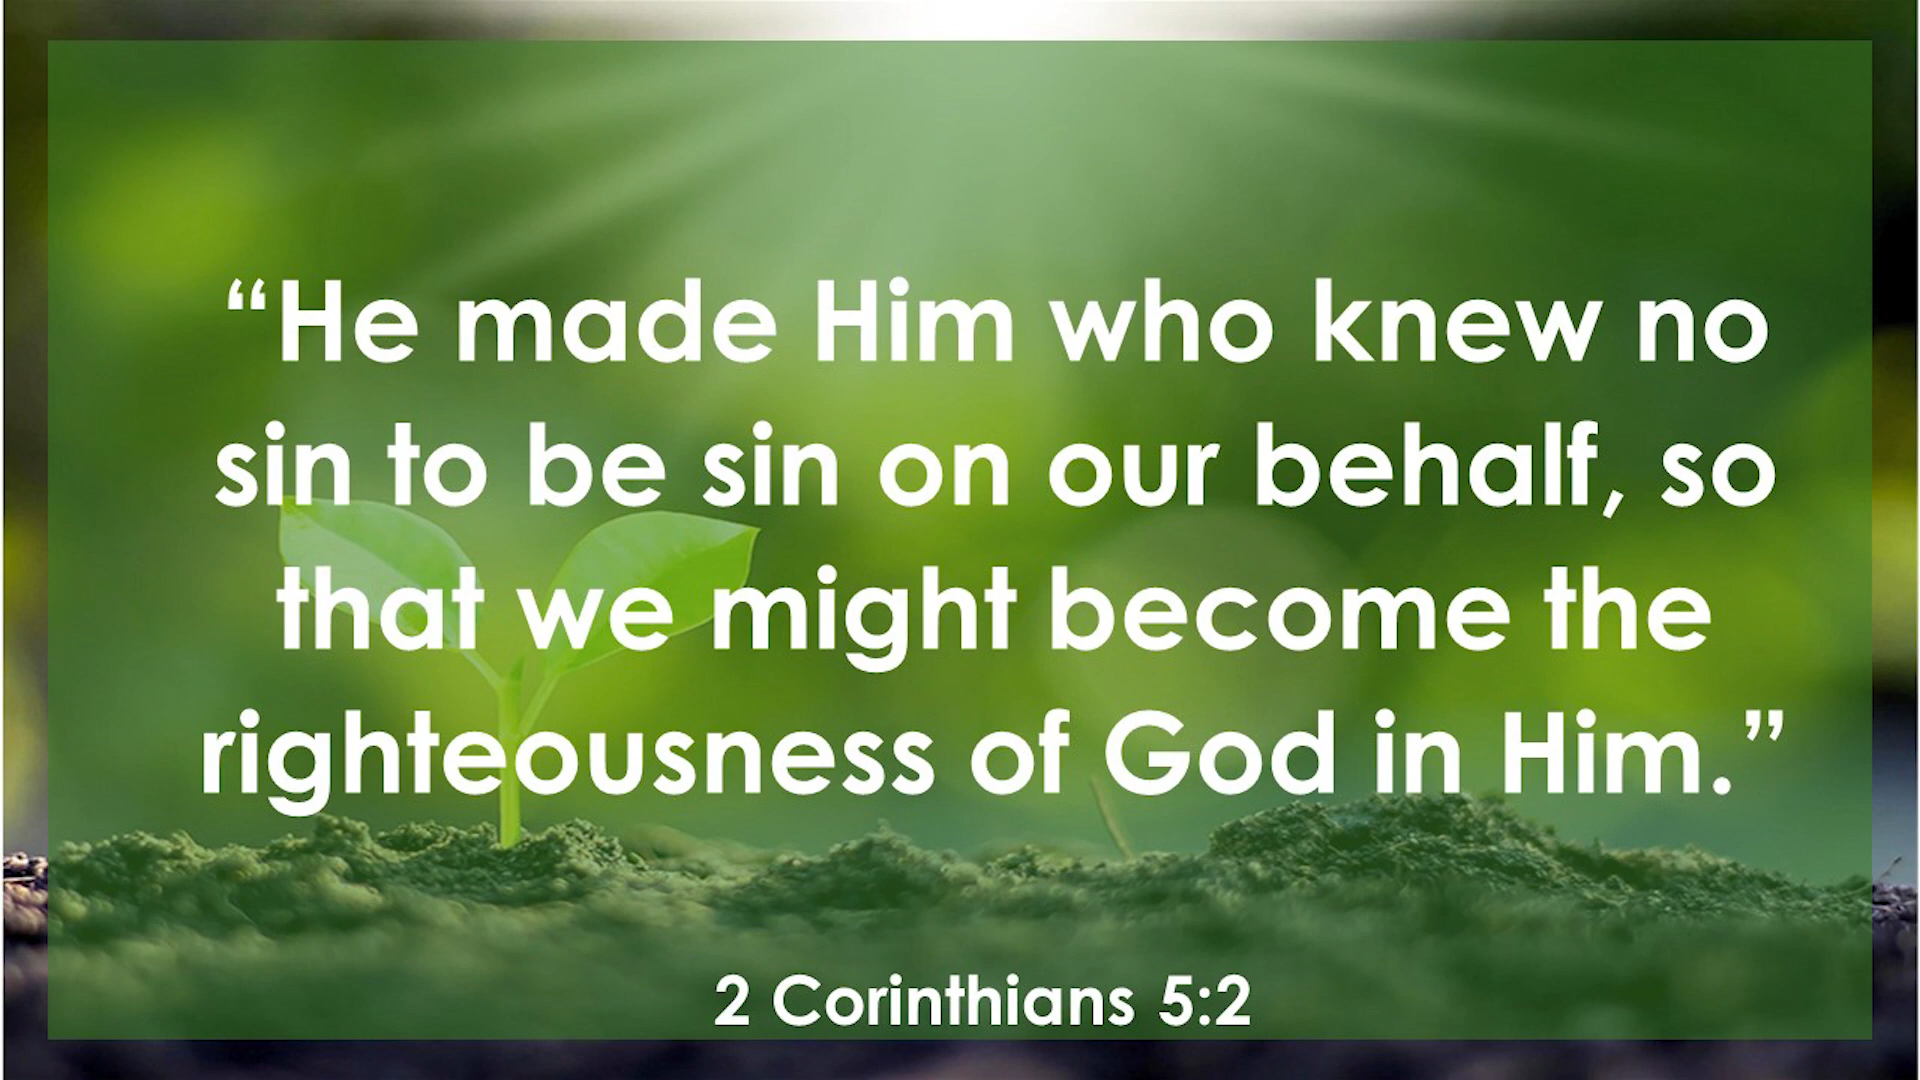 “He made Him who knew no
sin to be sin on our behalf, so
that we might become the
righteousness of God in Him.”
2 Corinthians 5:2